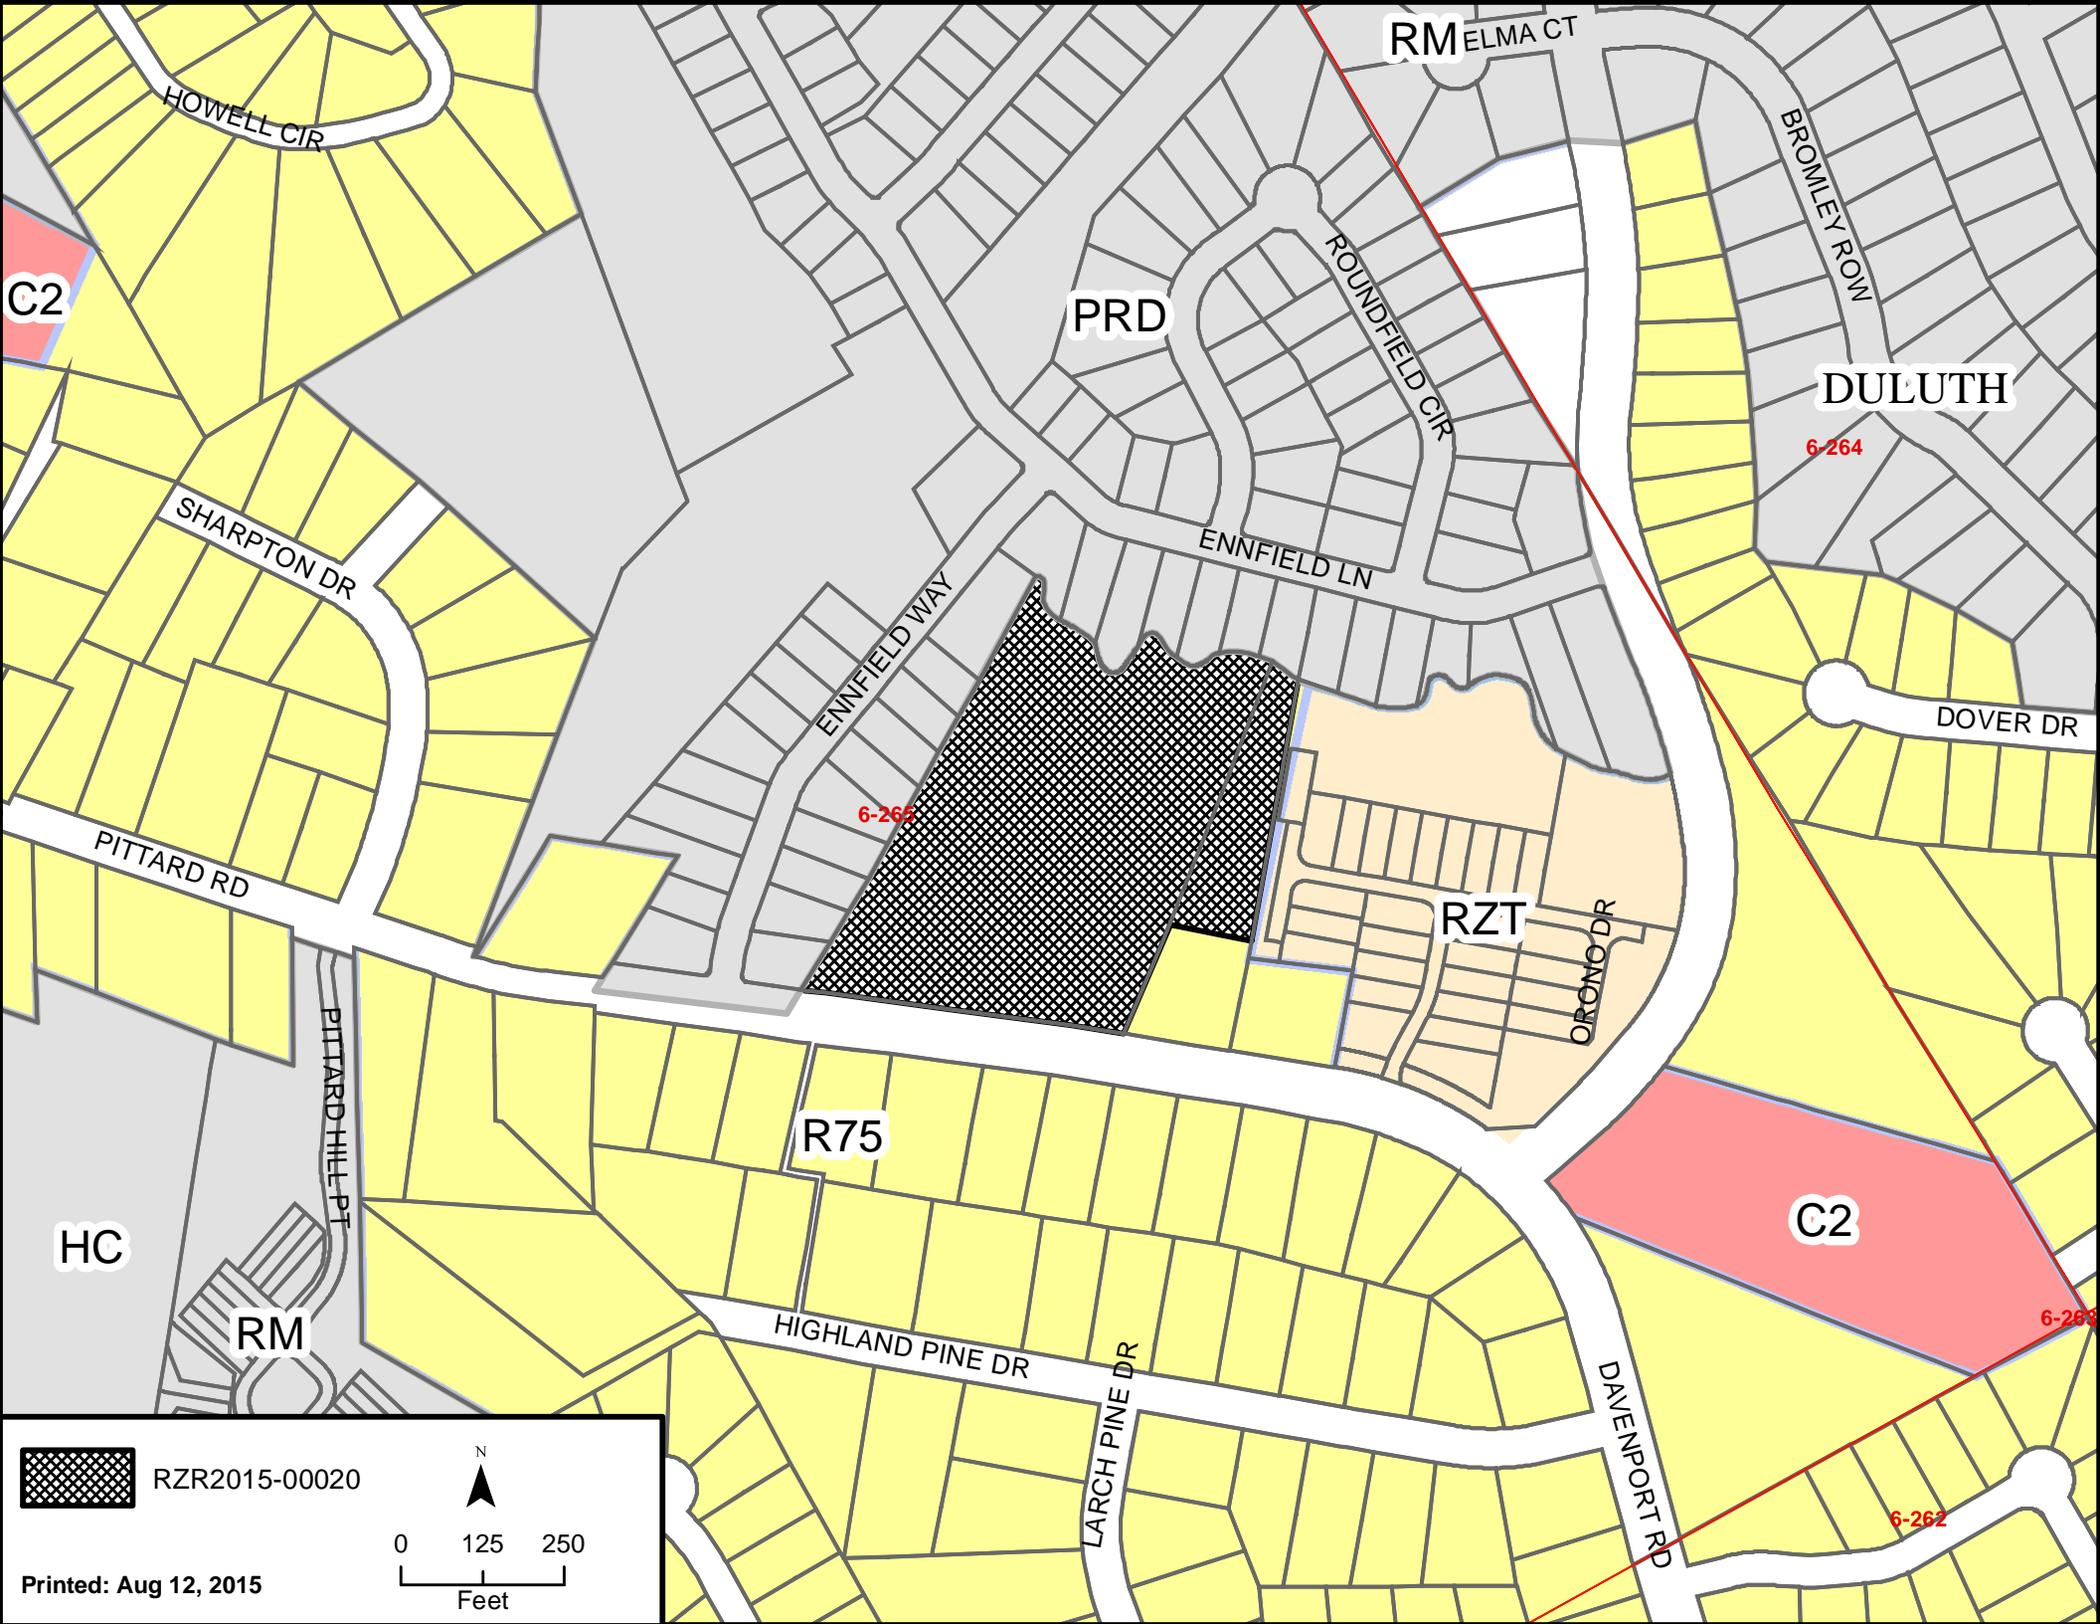 RM
ELMA CT
HOWELL CIR
BROMLEY ROW
C2
PRD
ROUNDFIELD CIR
DULUTH
6-264
SHARPTON DR
ENNFIELD LN
ENNFIELD WAY
DOVER DR
6-265
PITTARD RD
RZT
ORONO DR
PITTARD HILL PT
R75
C2
HC
RM
6-263
HIGHLAND PINE DR
LARCH PINE DR
DAVENPORT RD
6-262
RZR2015-00020
N
0 125 250
Feet
Printed: Aug 12, 2015